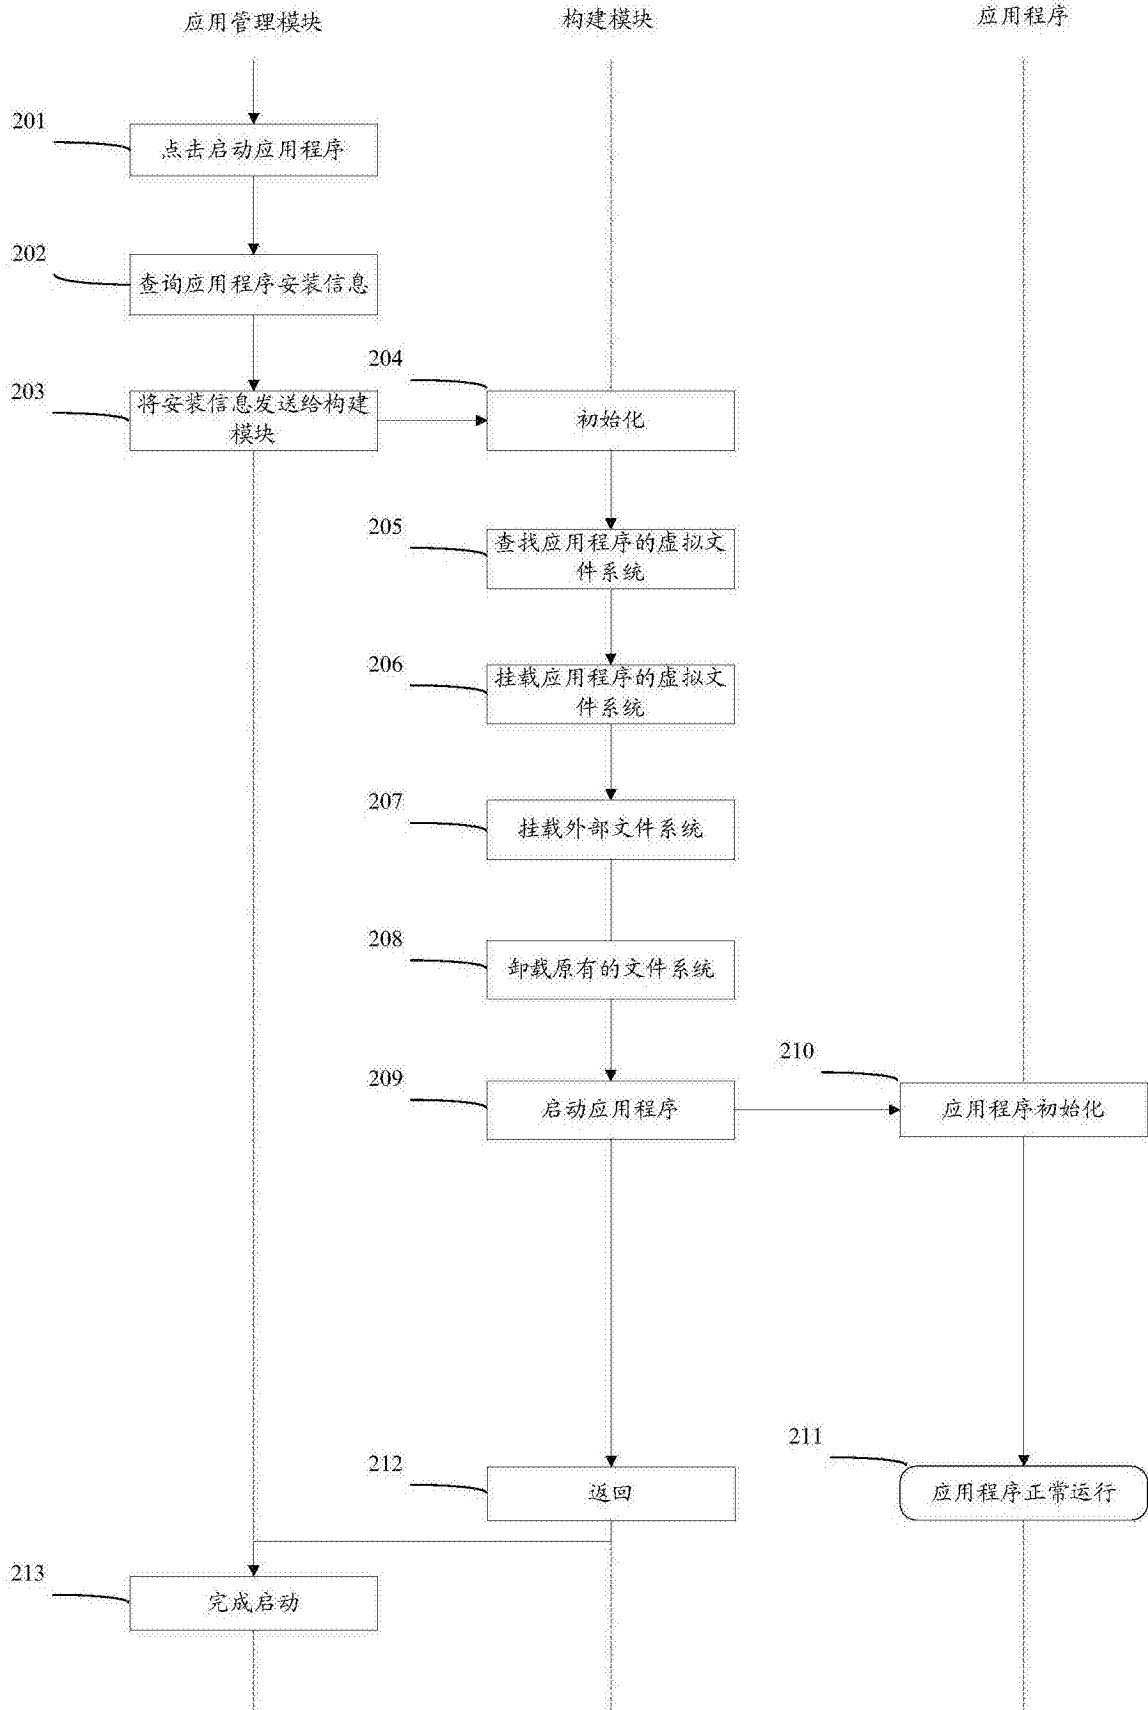 应用管理模块
构建模块
应用程序
201
点击启动应用程序
202
查询应用程序安装信息
203
将安装信息发送给构建
模块
204
初始化
205
查找应用程序的虚拟文
件系统
206
挂载应用程序的虚拟文
件系统
207
挂载外部文件系统
208
卸载原有的文件系统
209
启动应用程序
210
应用程序初始化
211
应用程序正常运行
212
返回
213
完成启动